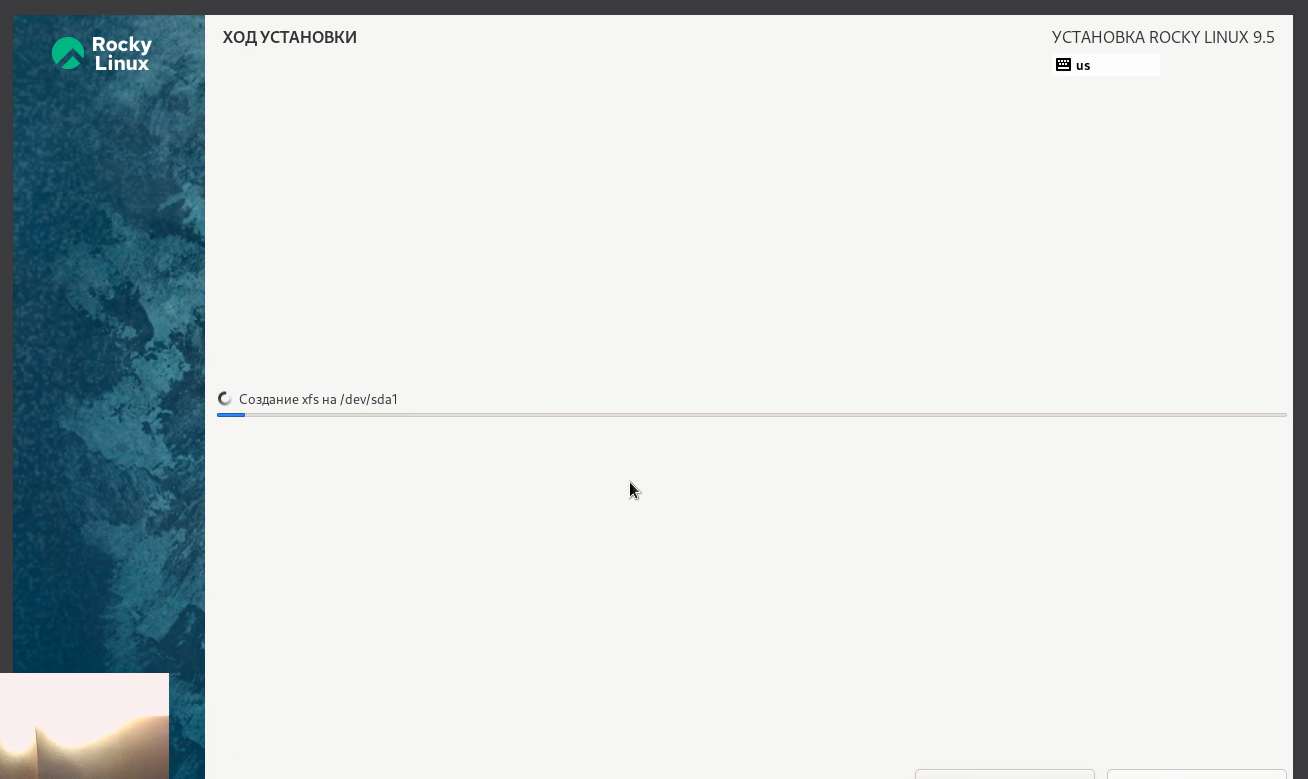 Rocky
Linux
ХОД УСТАНОВКИ
УСТАНОВКА ROCKY LINUX 9.5
us
Создание xfs на /dev/sda1